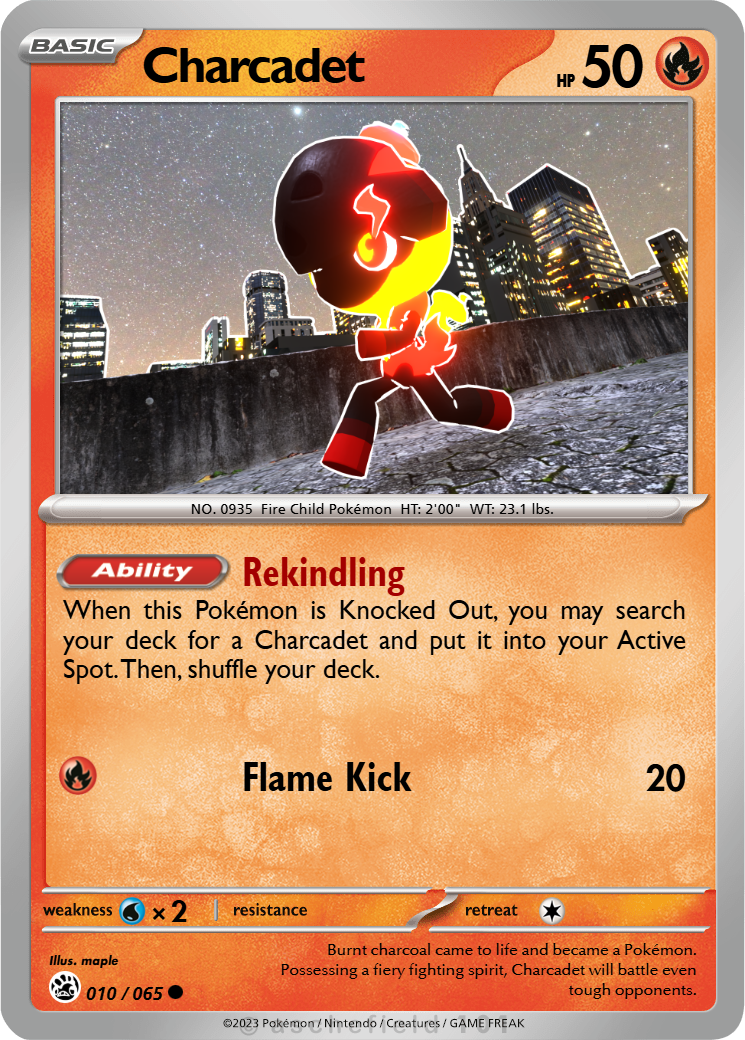 BASIC
Charcadet
HP 50
NO. 0935 Fire Child Pokémon HT: 2'00" WT: 23.1 lbs.
Ability Rekindling
When this Pokémon is Knocked Out, you may search
your deck for a Charcadet and put it into your Active
Spot. Then, shuffle your deck.
Flame Kick 20
weakness × 2 resistance retreat
Burnt charcoal came to life and became a Pokémon.
Possessing a fiery fighting spirit, Charcadet will battle even
tough opponents.
Illus. maple
010 / 065
©2023 Pokémon / Nintendo / Creatures / GAME FREAK